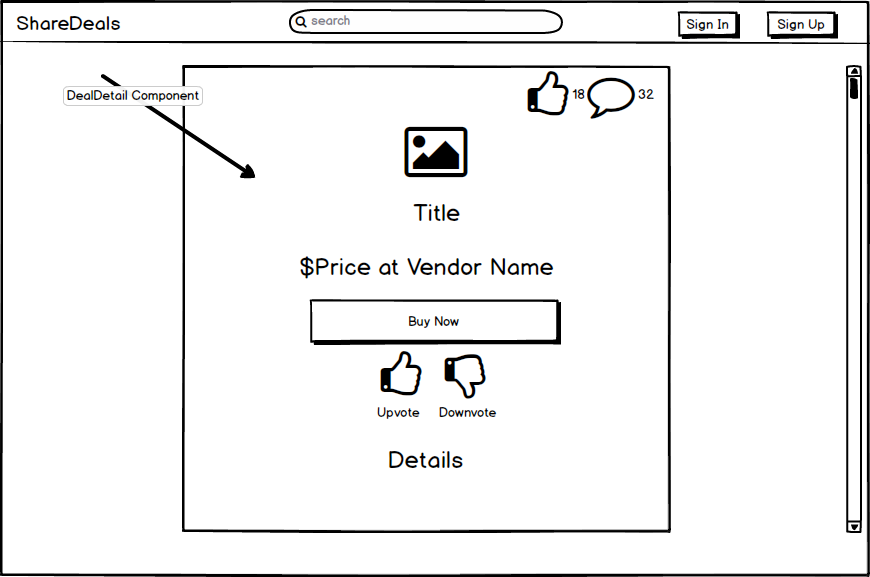 ShareDeals
search
Sign In
Sign Up
DealDetail Component
18
32
Title
$Price at Vendor Name
Buy Now
Upvote
Downvote
Details